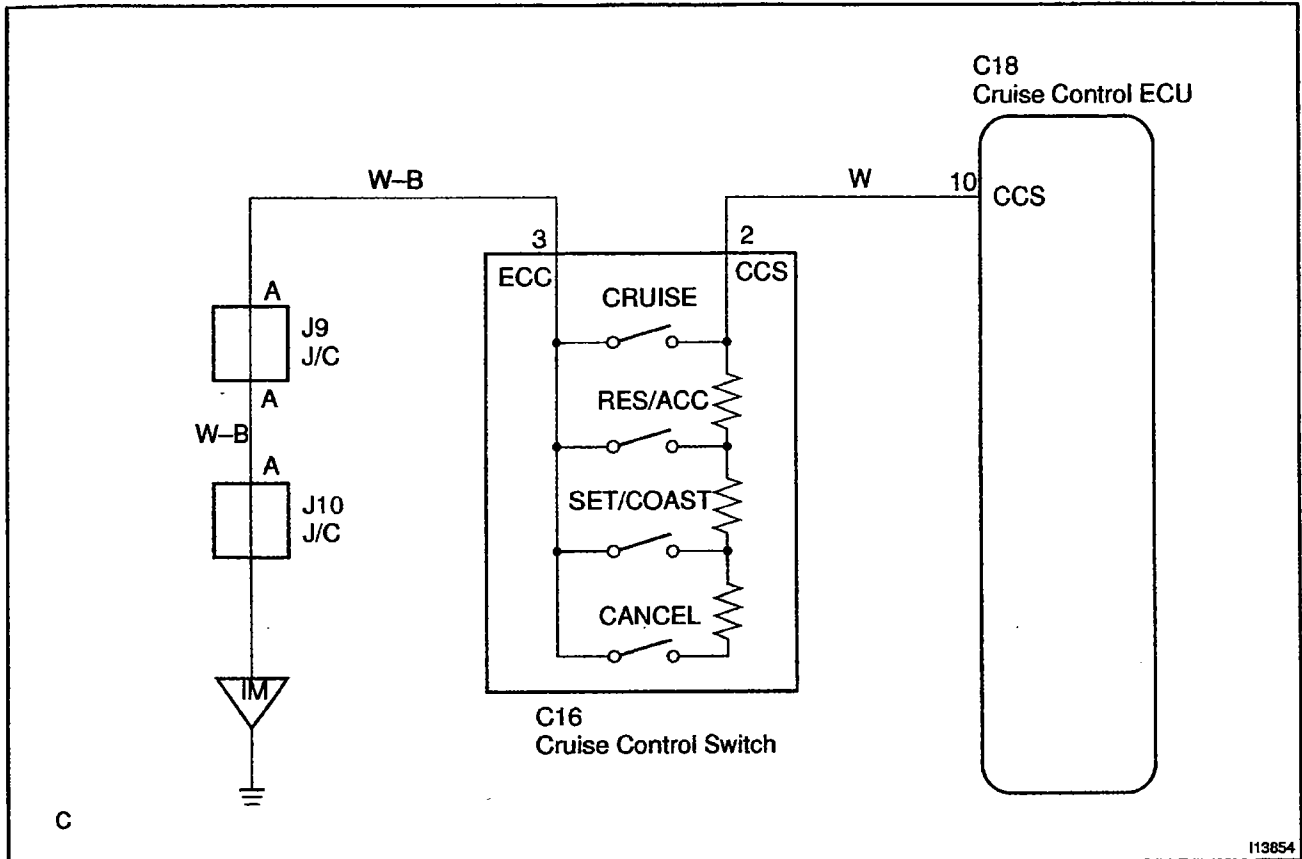 C18
Cruise Control ECU
W–B
W
10
CCS
3
2
ECC
CCS
CRUISE
A
J9
J/C
A
RES/ACC
W–B
A
J10
J/C
SET/COAST
CANCEL
IM
C16
Cruise Control Switch
C
I13854